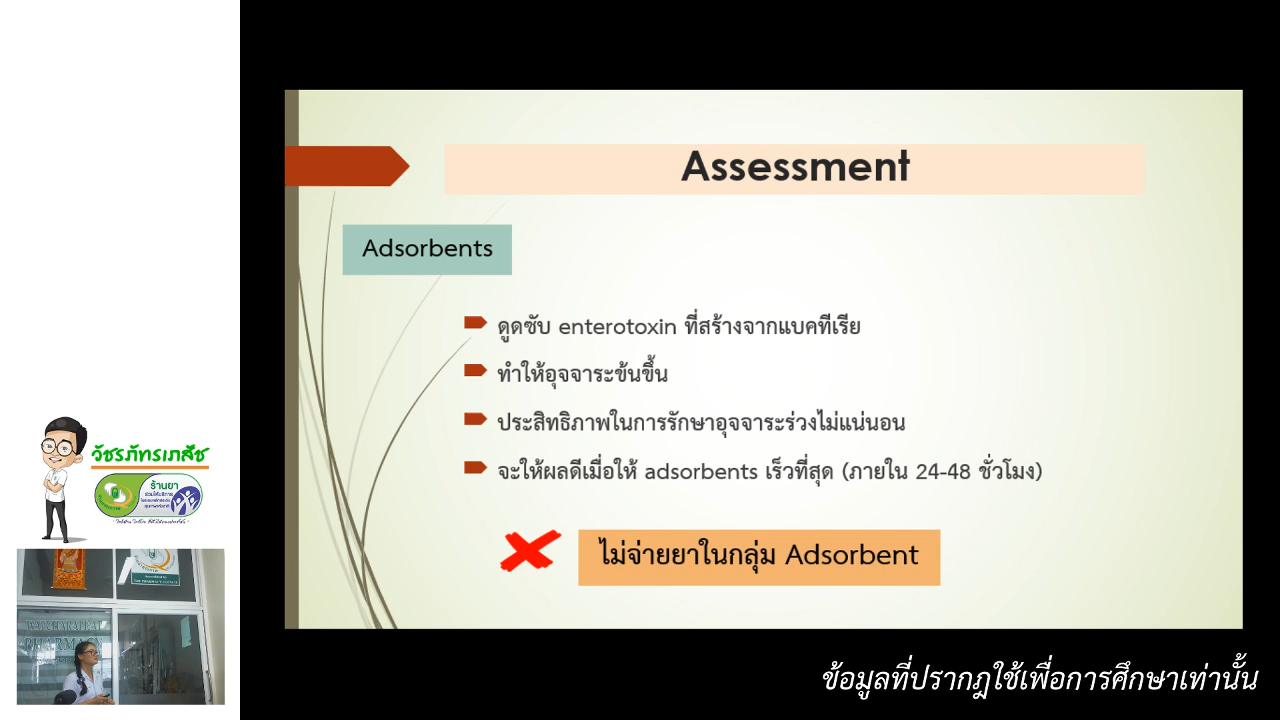 Assessment
Adsorbents
ดูดซับ enterotoxin ที่สร้างจากแบคทีเรีย
ทำให้อุจจาระข้นขึ้น
ประสิทธิภาพในการรักษาอุจจาระร่วงไม่แน่นอน
จะให้ผลดีเมื่อให้ adsorbents เร็วที่สุด (ภายใน 24-48 ชั่วโมง)
ไม่จ่ายยาในกลุ่ม Adsorbent
วัชรภัทรเภสัช
ร้านยา
PHARMACY
ข้อมูลที่ปรากฏใช้เพื่อการศึกษาเท่านั้น